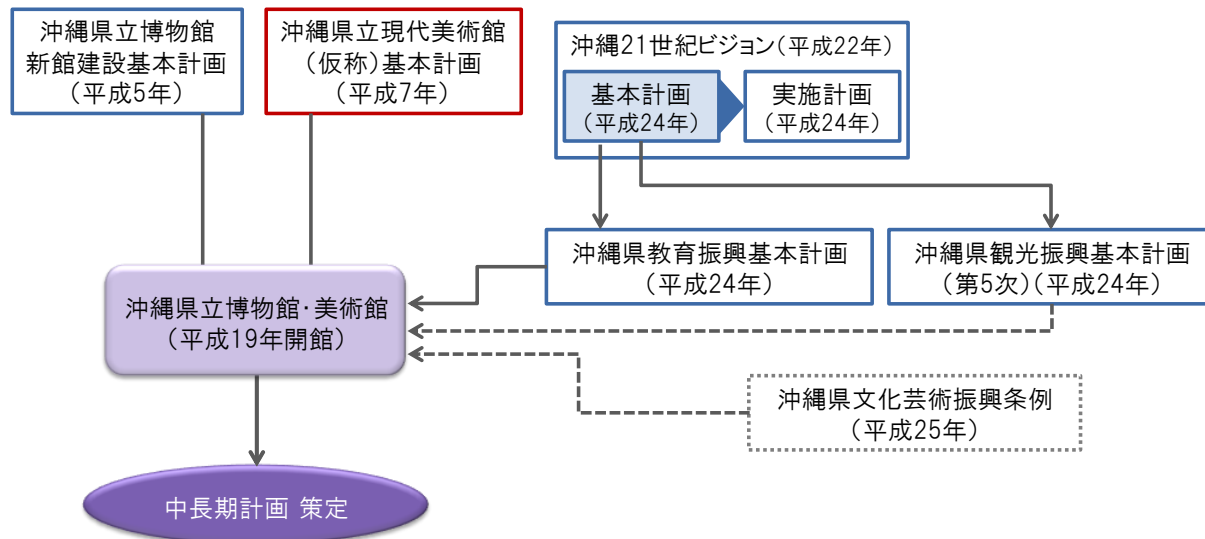 沖縄県立博物館
新館建設基本計画
(平成5年)
沖縄県立現代美術館
(仮称)基本計画
(平成7年)
沖縄21世紀ビジョン(平成22年)
基本計画
(平成24年)
実施計画
(平成24年)
沖縄県教育振興基本計画
(平成24年)
沖縄県観光振興基本計画
(第5次)(平成24年)
沖縄県立博物館・美術館
(平成19年開館)
沖縄県文化芸術振興条例
(平成25年)
中長期計画 策定